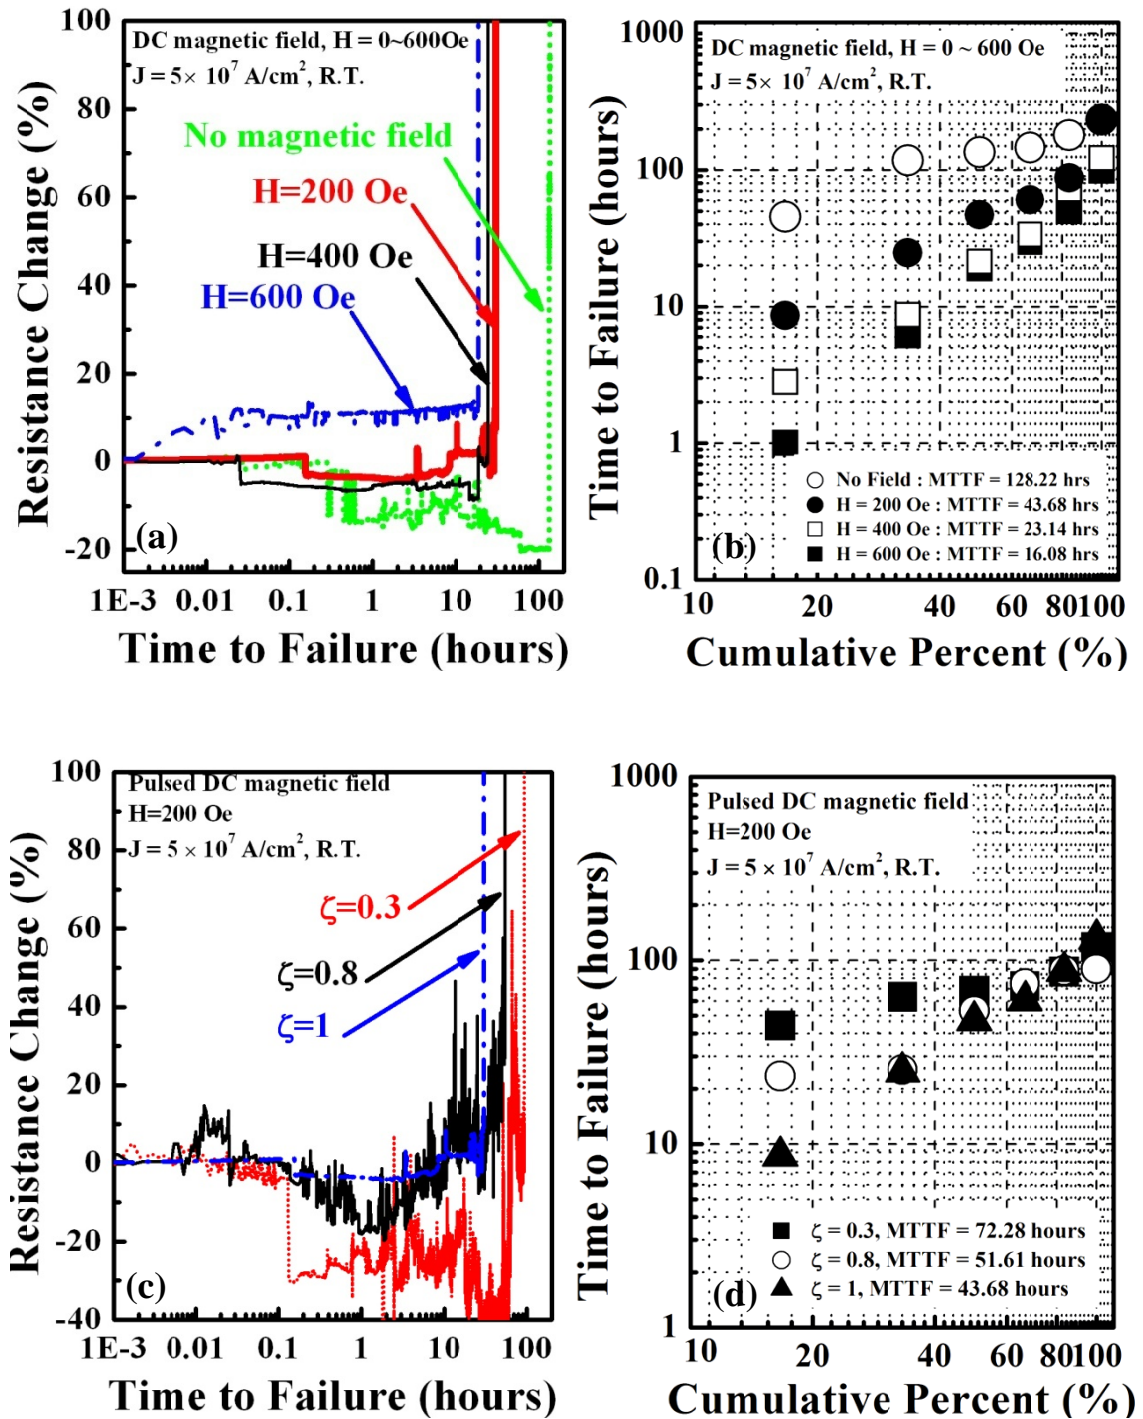 DC magnetic field, H = 0~600Oe
J = 5× 10⁷ A/cm², R.T.
No magnetic field
H=200 Oe
H=400 Oe
H=600 Oe
Resistance Change (%)
100
80
60
40
20
0
-20
(a)
1E-3 0.01 0.1 1 10 100
Time to Failure (hours)
DC magnetic field, H = 0 ~ 600 Oe
J = 5× 10⁷ A/cm², R.T.
Time to Failure (hours)
1000
100
10
1
0.1
No Field : MTTF = 128.22 hrs
H = 200 Oe : MTTF = 43.68 hrs
H = 400 Oe : MTTF = 23.14 hrs
H = 600 Oe : MTTF = 16.08 hrs
(b)
10 20 40 60 80 100
Cumulative Percent (%)
Pulsed DC magnetic field
H=200 Oe
J = 5 × 10⁷ A/cm², R.T.
ζ=0.3
ζ=0.8
ζ=1
Resistance Change (%)
100
80
60
40
20
0
-20
-40
(c)
1E-3 0.01 0.1 1 10 100
Time to Failure (hours)
Pulsed DC magnetic field
H=200 Oe
J = 5 × 10⁷ A/cm², R.T.
Time to Failure (hours)
1000
100
10
1
ζ = 0.3, MTTF = 72.28 hours
ζ = 0.8, MTTF = 51.61 hours
ζ = 1, MTTF = 43.68 hours
(d)
10 20 40 60 80 100
Cumulative Percent (%)